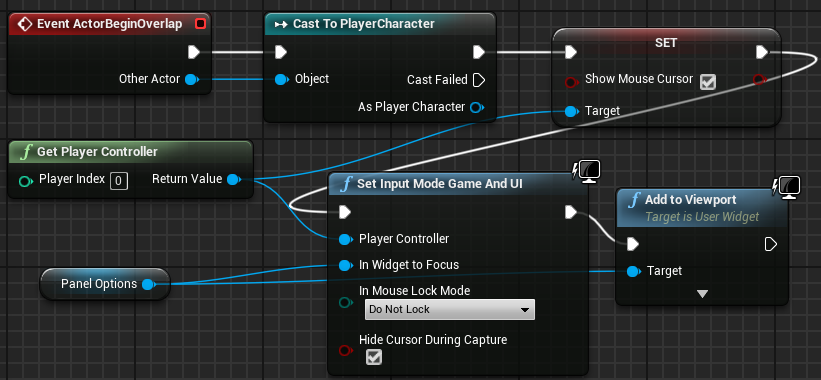 Event ActorBeginOverlap
Other Actor
Cast To PlayerCharacter
Object
Cast Failed
As Player Character
SET
Show Mouse Cursor
Target
f Get Player Controller
Player Index 0
Return Value
f Set Input Mode Game And UI
Player Controller
In Widget to Focus
In Mouse Lock Mode
Do Not Lock
Hide Cursor During Capture
f Add to Viewport
Target is User Widget
Target
Panel Options